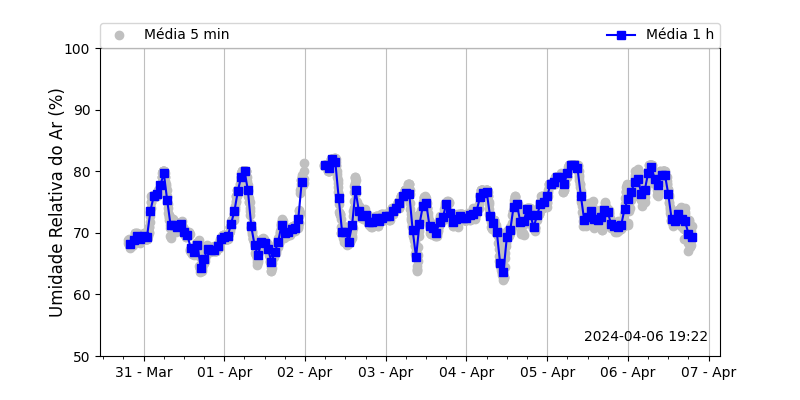 Média 5 min
Média 1 h
Umidade Relativa do Ar (%)
100
90
80
70
60
50
2024-04-06 19:22
31 - Mar
01 - Apr
02 - Apr
03 - Apr
04 - Apr
05 - Apr
06 - Apr
07 - Apr